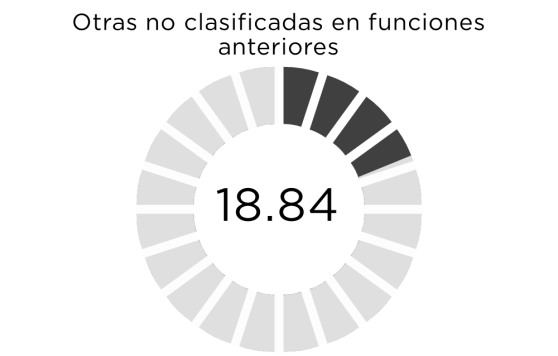 Otras no clasificadas en funciones
anteriores
18.84